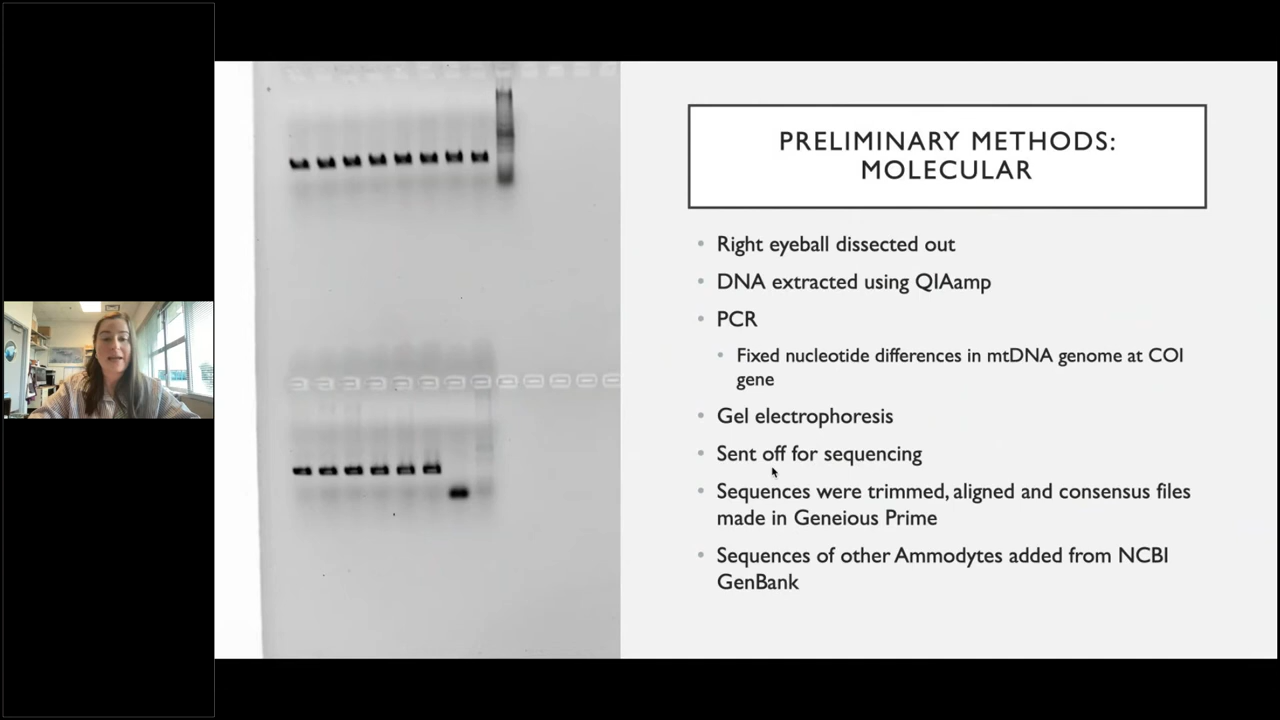 PRELIMINARY METHODS:
MOLECULAR
Right eyeball dissected out
DNA extracted using QIAamp
PCR
Fixed nucleotide differences in mtDNA genome at COI
gene
Gel electrophoresis
Sent off for sequencing
Sequences were trimmed, aligned and consensus files
made in Geneious Prime
Sequences of other Ammodytes added from NCBI
GenBank